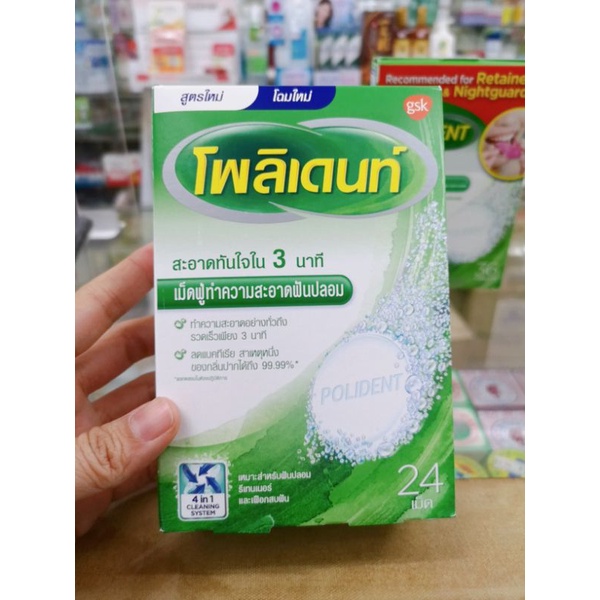 สูตรใหม่
โฉมใหม่
gsk
โพลิเดนท์
สะอาดทันใจใน 3 นาที
เม็ดฟู่ทำความสะอาดฟันปลอม
ทำความสะอาดอย่างทั่วถึง
รวดเร็วเพียง 3 นาที
ลดแบคทีเรีย สาเหตุหนึ่ง
ของกลิ่นปากได้ถึง 99.99%*
POLIDENT
4 in 1
CLEANING
SYSTEM
เหมาะสำหรับฟันปลอม
รีเทนเนอร์
และเฝือกสบฟัน
24
เม็ด
Recommended for Retaine
& Nightguard
DENT